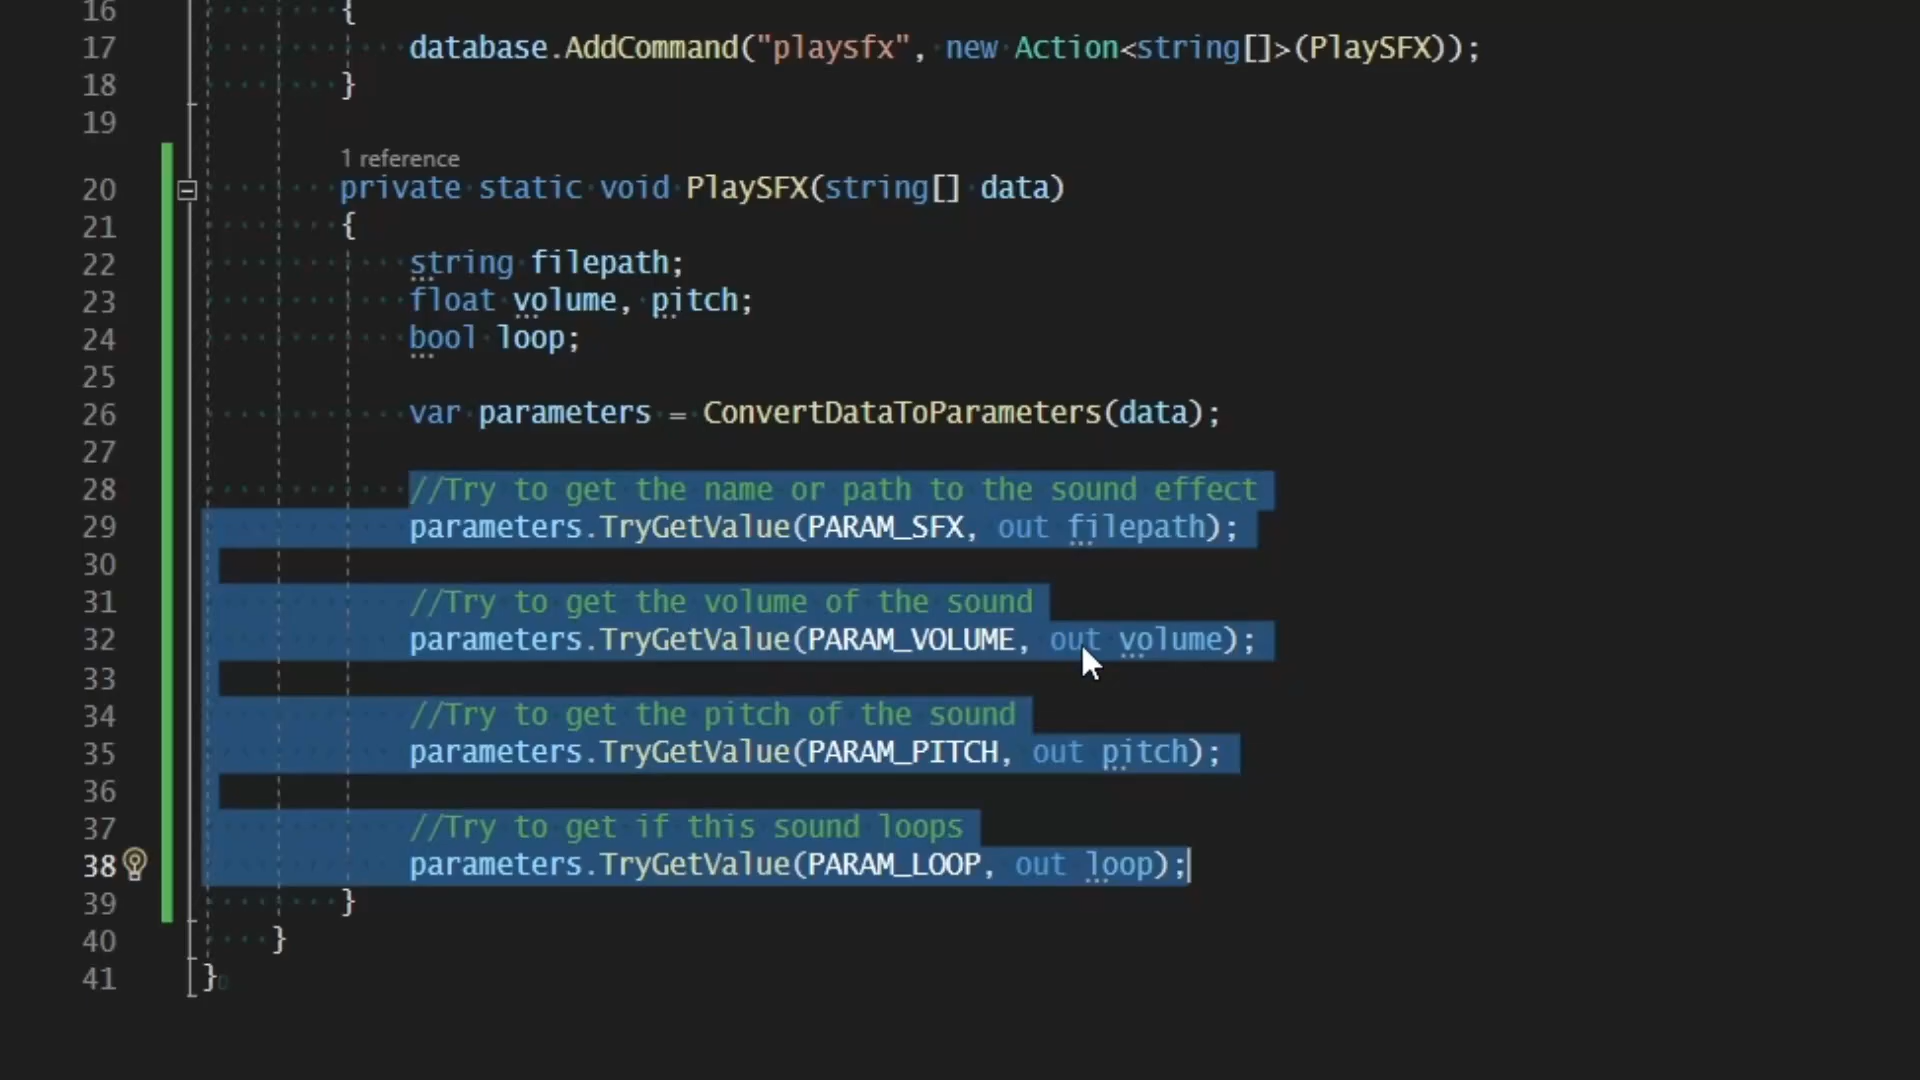 16 {
17 database.AddCommand("playsfx", new Action<string[]>(PlaySFX));
18 }
19
1 reference
20 private static void PlaySFX(string[] data)
21 {
22 string filepath;
23 float volume, pitch;
24 bool loop;
25
26 var parameters = ConvertDataToParameters(data);
27
28 //Try to get the name or path to the sound effect
29 parameters.TryGetValue(PARAM_SFX, out filepath);
30
31 //Try to get the volume of the sound
32 parameters.TryGetValue(PARAM_VOLUME, out volume);
33
34 //Try to get the pitch of the sound
35 parameters.TryGetValue(PARAM_PITCH, out pitch);
36
37 //Try to get if this sound loops
38 parameters.TryGetValue(PARAM_LOOP, out loop);
39 }
40 }
41 }